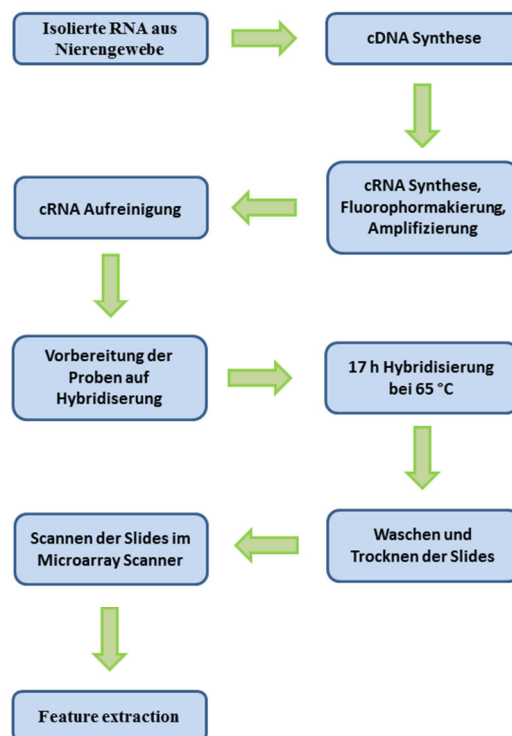 Isolierte RNA aus
Nierengewebe
cDNA Synthese
cRNA Synthese,
Fluorophormakierung,
Amplifizierung
cRNA Aufreinigung
Vorbereitung der
Proben auf
Hybridiserung
17 h Hybridisierung
bei 65 °C
Waschen und
Trocknen der Slides
Scannen der Slides im
Microarray Scanner
Feature extraction